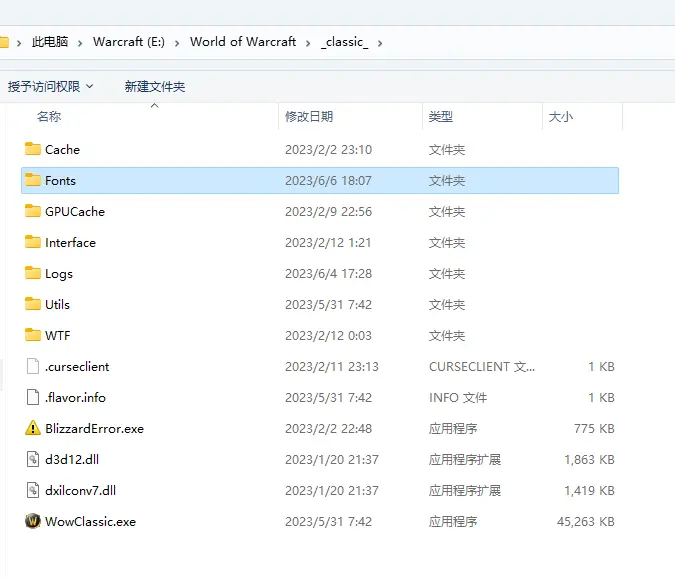 此电脑 › Warcraft (E:) › World of Warcraft › _classic_ ›
授予访问权限 新建文件夹
名称 修改日期 类型 大小
Cache 2023/2/2 23:10 文件夹
Fonts 2023/6/6 18:07 文件夹
GPUCache 2023/2/9 22:56 文件夹
Interface 2023/2/12 1:21 文件夹
Logs 2023/6/4 17:28 文件夹
Utils 2023/5/31 7:42 文件夹
WTF 2023/2/12 0:03 文件夹
.curseclient 2023/2/11 23:13 CURSECLIENT 文... 1 KB
.flavor.info 2023/5/31 7:42 INFO 文件 1 KB
BlizzardError.exe 2023/2/2 22:48 应用程序 775 KB
d3d12.dll 2023/1/20 21:37 应用程序扩展 1,863 KB
dxilconv7.dll 2023/1/20 21:37 应用程序扩展 1,419 KB
WowClassic.exe 2023/5/31 7:42 应用程序 45,263 KB